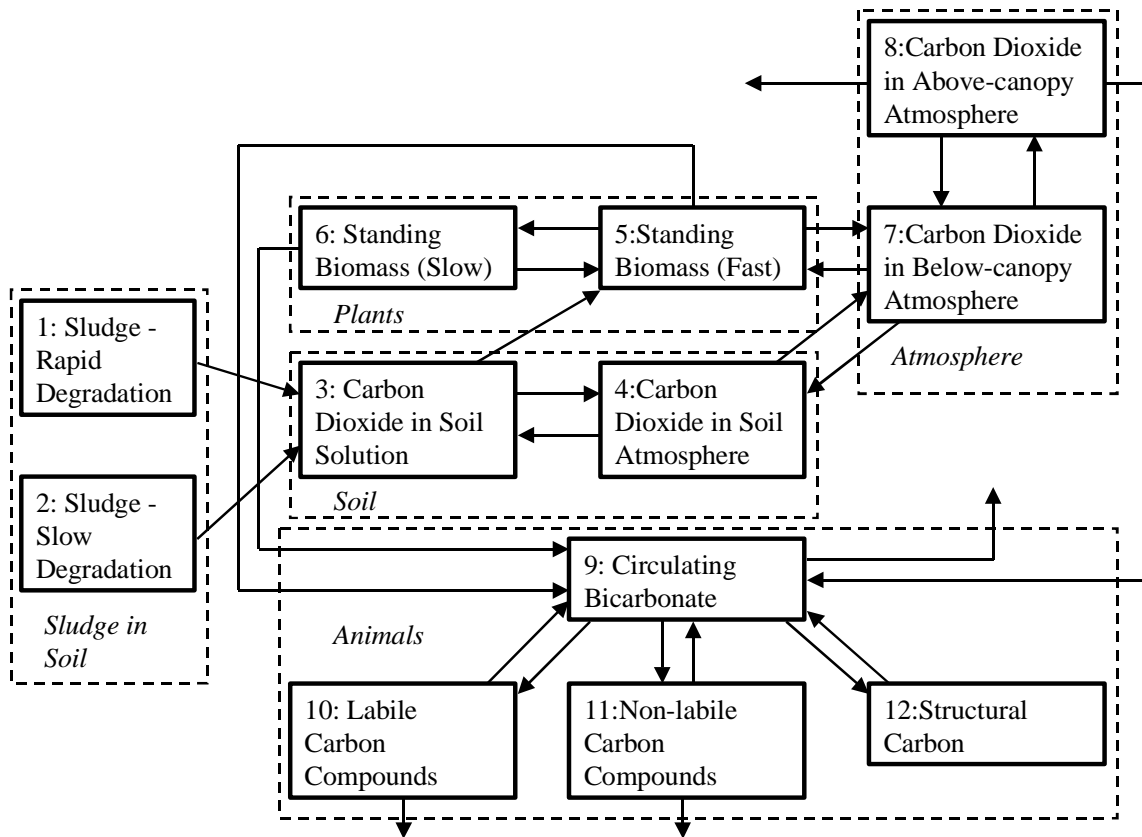 8:Carbon Dioxide
in Above-canopy
Atmosphere
6: Standing
Biomass (Slow)
5:Standing
Biomass (Fast)
7:Carbon Dioxide
in Below-canopy
Atmosphere
Plants
Atmosphere
1: Sludge -
Rapid
Degradation
3: Carbon
Dioxide in Soil
Solution
4:Carbon
Dioxide in Soil
Atmosphere
Soil
2: Sludge -
Slow
Degradation
Sludge in
Soil
9: Circulating
Bicarbonate
Animals
10: Labile
Carbon
Compounds
11:Non-labile
Carbon
Compounds
12:Structural
Carbon